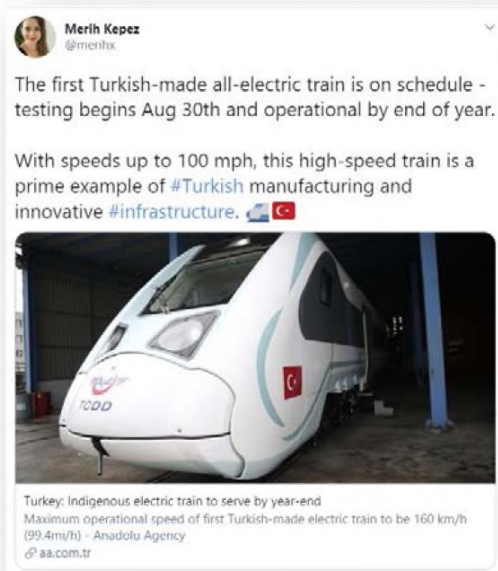 Merih Kepez
@merihx
The first Turkish-made all-electric train is on schedule -
testing begins Aug 30th and operational by end of year.
With speeds up to 100 mph, this high-speed train is a
prime example of #Turkish manufacturing and
innovative #infrastructure.
TCDD
Turkey: Indigenous electric train to serve by year-end
Maximum operational speed of first Turkish-made electric train to be 160 km/h
(99.4mi/h) - Anadolu Agency
aa.com.tr